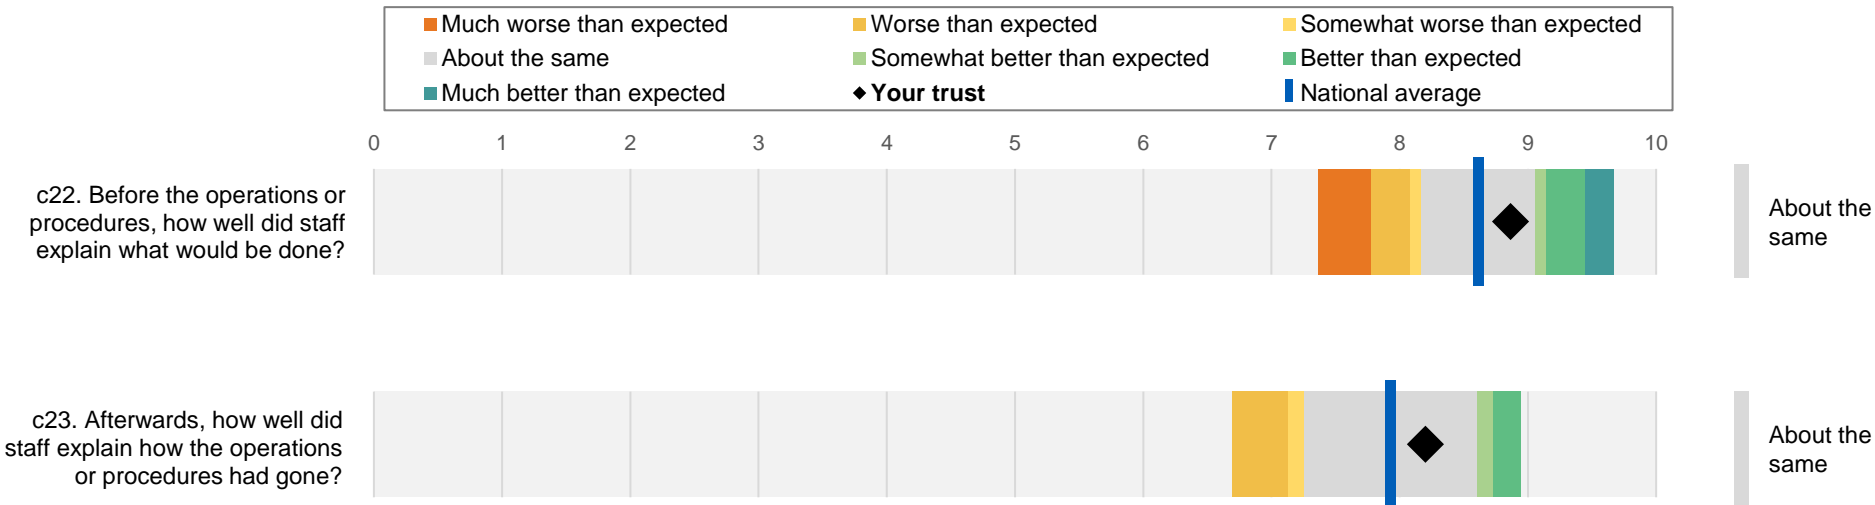 Much worse than expected
Worse than expected
Somewhat worse than expected
About the same
Somewhat better than expected
Better than expected
Much better than expected
Your trust
National average
0 1 2 3 4 5 6 7 8 9 10
c22. Before the operations or
procedures, how well did staff
explain what would be done?
About the
same
c23. Afterwards, how well did
staff explain how the operations
or procedures had gone?
About the
same